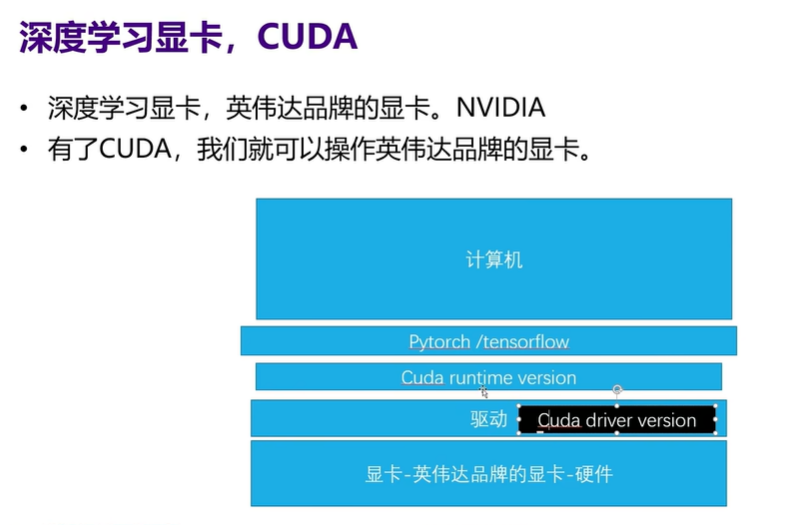 深度学习显卡，CUDA
• 深度学习显卡，英伟达品牌的显卡。NVIDIA
• 有了CUDA，我们就可以操作英伟达品牌的显卡。
计算机
Pytorch /tensorflow
Cuda runtime version
驱动 Cuda driver version
显卡-英伟达品牌的显卡-硬件